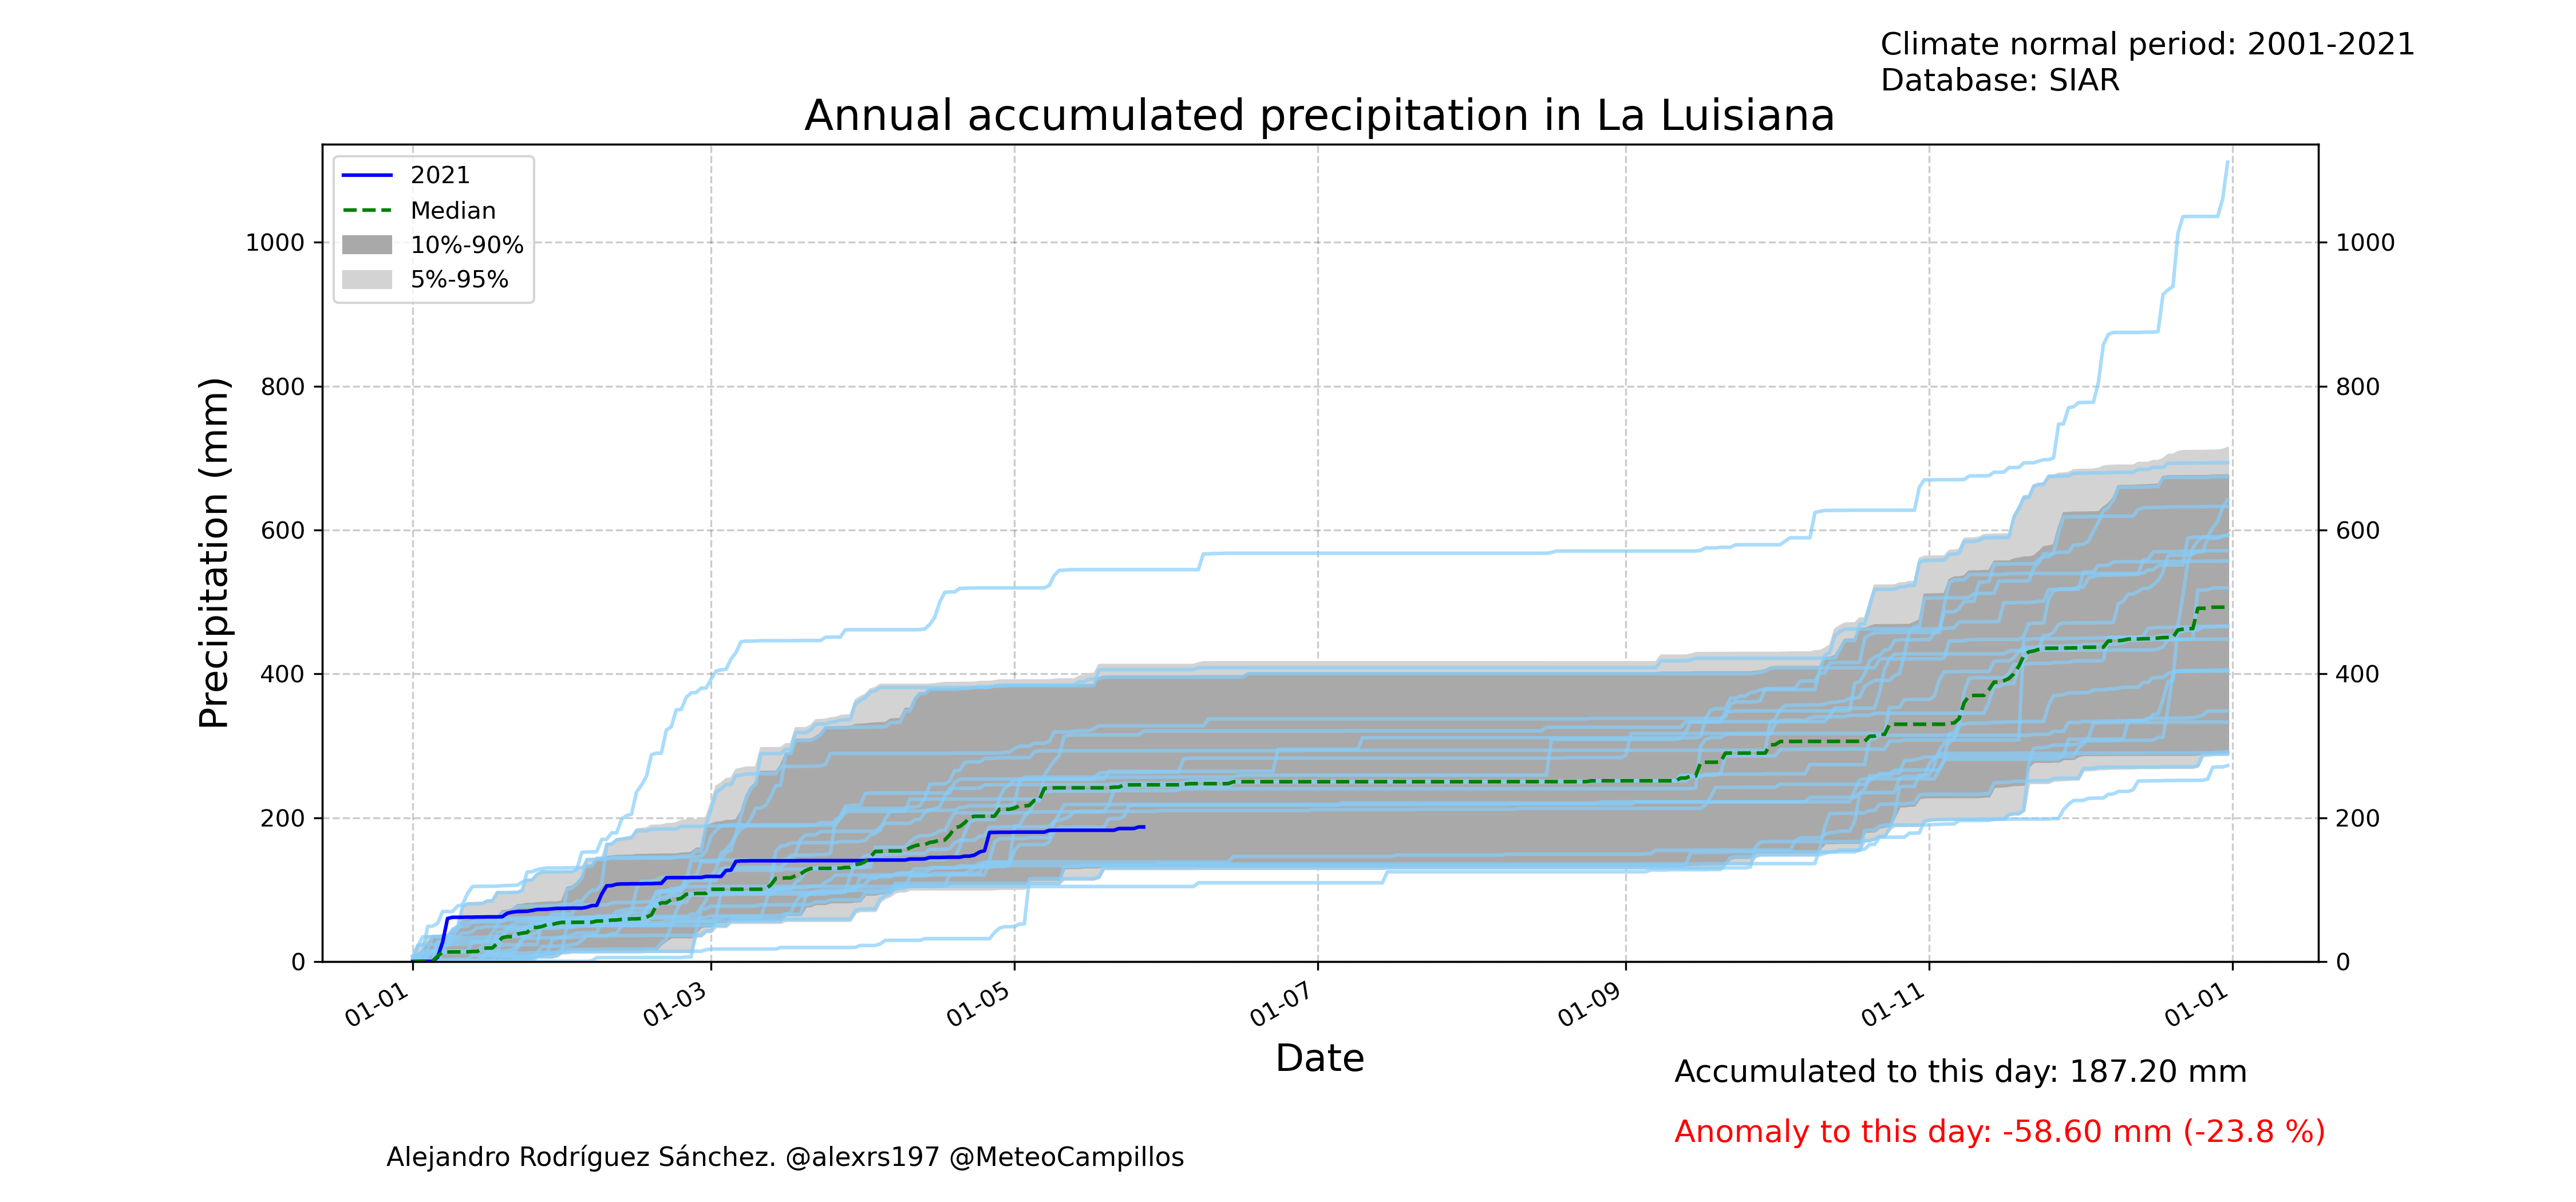 Climate normal period: 2001-2021
Database: SIAR
Annual accumulated precipitation in La Luisiana
2021
Median
10%-90%
5%-95%
Precipitation (mm)
1000
800
600
400
200
0
1000
800
600
400
200
0
01-01
01-03
01-05
01-07
01-09
01-11
01-01
Date
Accumulated to this day: 187.20 mm
Anomaly to this day: -58.60 mm (-23.8 %)
Alejandro Rodríguez Sánchez. @alexrs197 @MeteoCampillos